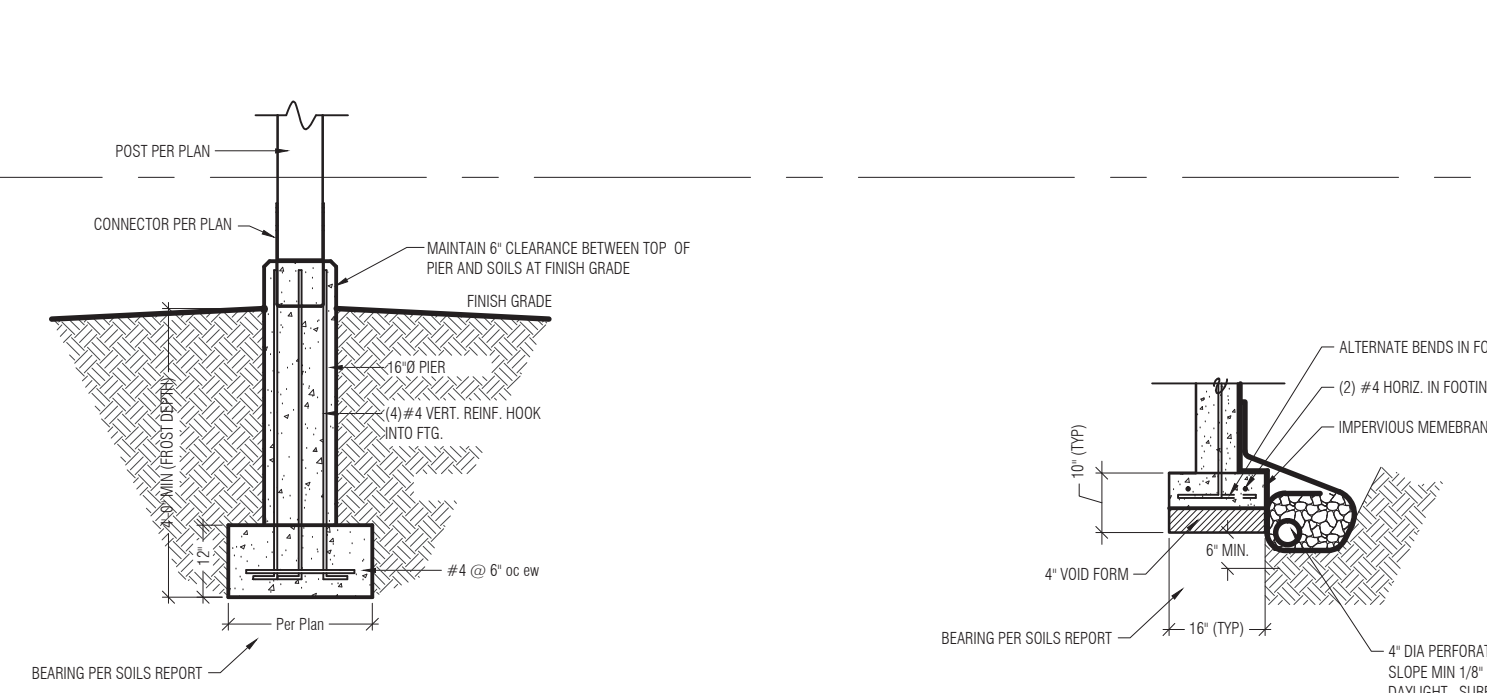 POST PER PLAN
CONNECTOR PER PLAN
MAINTAIN 6" CLEARANCE BETWEEN TOP OF
PIER AND SOILS AT FINISH GRADE
FINISH GRADE
16"Ø PIER
(4)#4 VERT. REINF. HOOK
INTO FTG.
4'-0" MIN (FROST DEPTH)
12"
#4 @ 6" oc ew
Per Plan
BEARING PER SOILS REPORT
ALTERNATE BENDS IN FO
(2) #4 HORIZ. IN FOOTIN
IMPERVIOUS MEMEBRAN
10" (TYP)
6" MIN.
4" VOID FORM
16" (TYP)
BEARING PER SOILS REPORT
4" DIA PERFORAT
SLOPE MIN 1/8"
DAYLIGHT